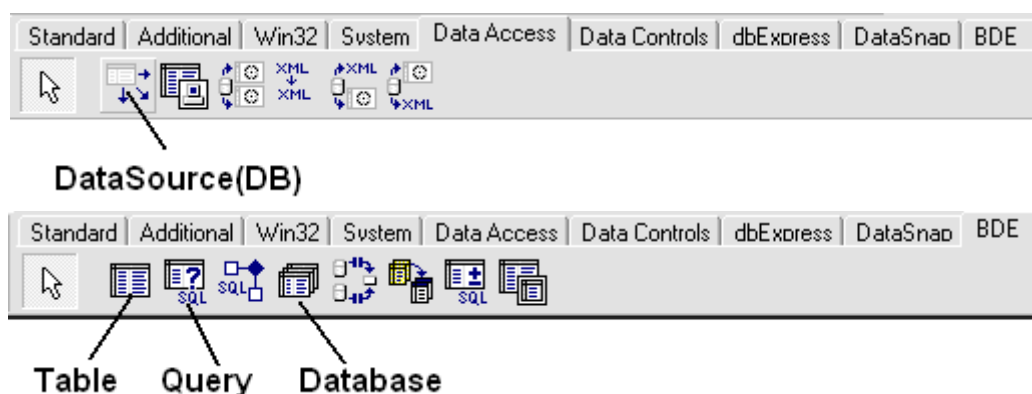 Standard Additional Win32 System Data Access Data Controls dbExpress DataSnap BDE
XML XML XML
XML XML
DataSource(DB)
Standard Additional Win32 System Data Access Data Controls dbExpress DataSnap BDE
? SQL SQL SQL
Table Query Database